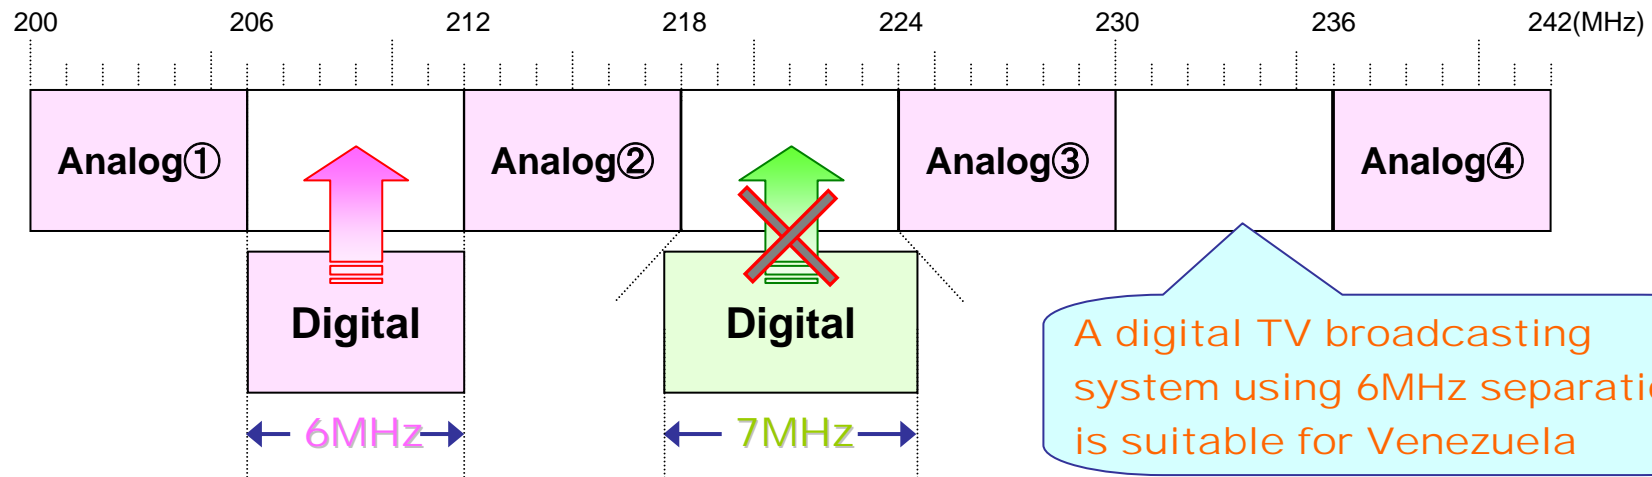 200 206 212 218 224 230 236 242(MHz)
Analog① Analog② Analog③ Analog④
Digital Digital
6MHz 7MHz
A digital TV broadcasting
system using 6MHz separati
is suitable for Venezuela